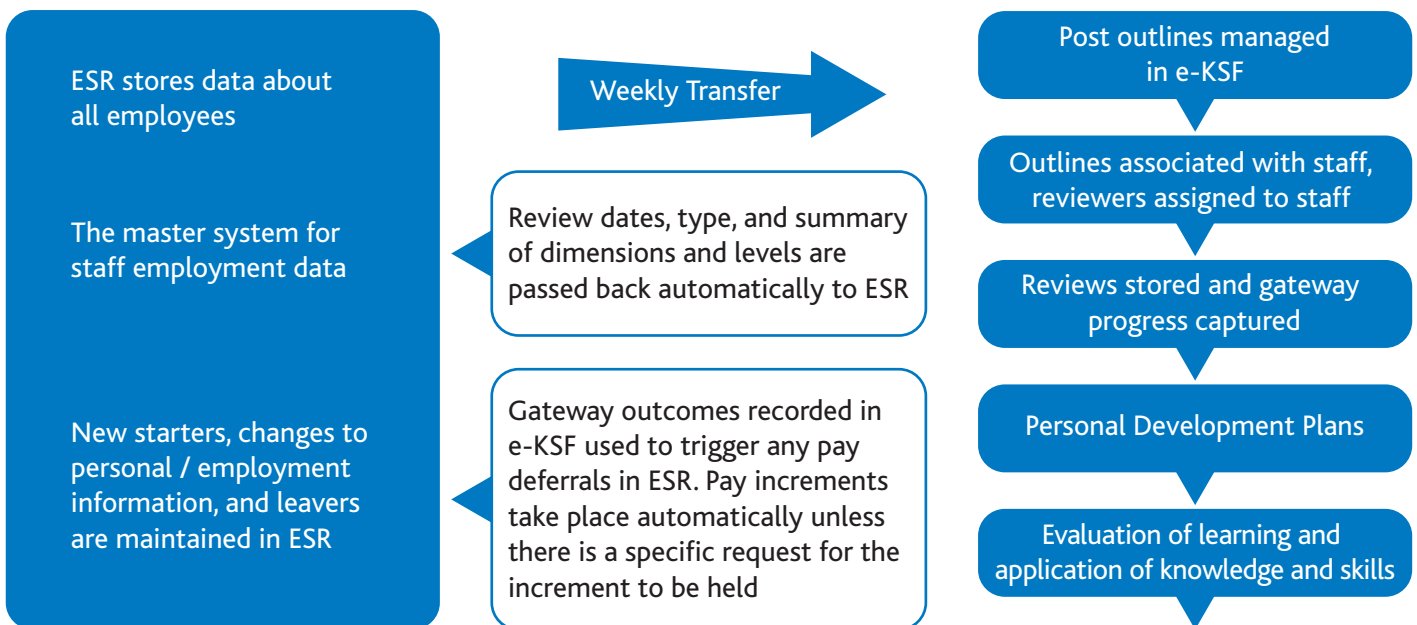 ESR stores data about
all employees
The master system for
staff employment data
New starters, changes to
personal / employment
information, and leavers
are maintained in ESR
Weekly Transfer
Review dates, type, and summary
of dimensions and levels are
passed back automatically to ESR
Gateway outcomes recorded in
e-KSF used to trigger any pay
deferrals in ESR. Pay increments
take place automatically unless
there is a specific request for the
increment to be held
Post outlines managed
in e-KSF
Outlines associated with staff,
reviewers assigned to staff
Reviews stored and gateway
progress captured
Personal Development Plans
Evaluation of learning and
application of knowledge and skills